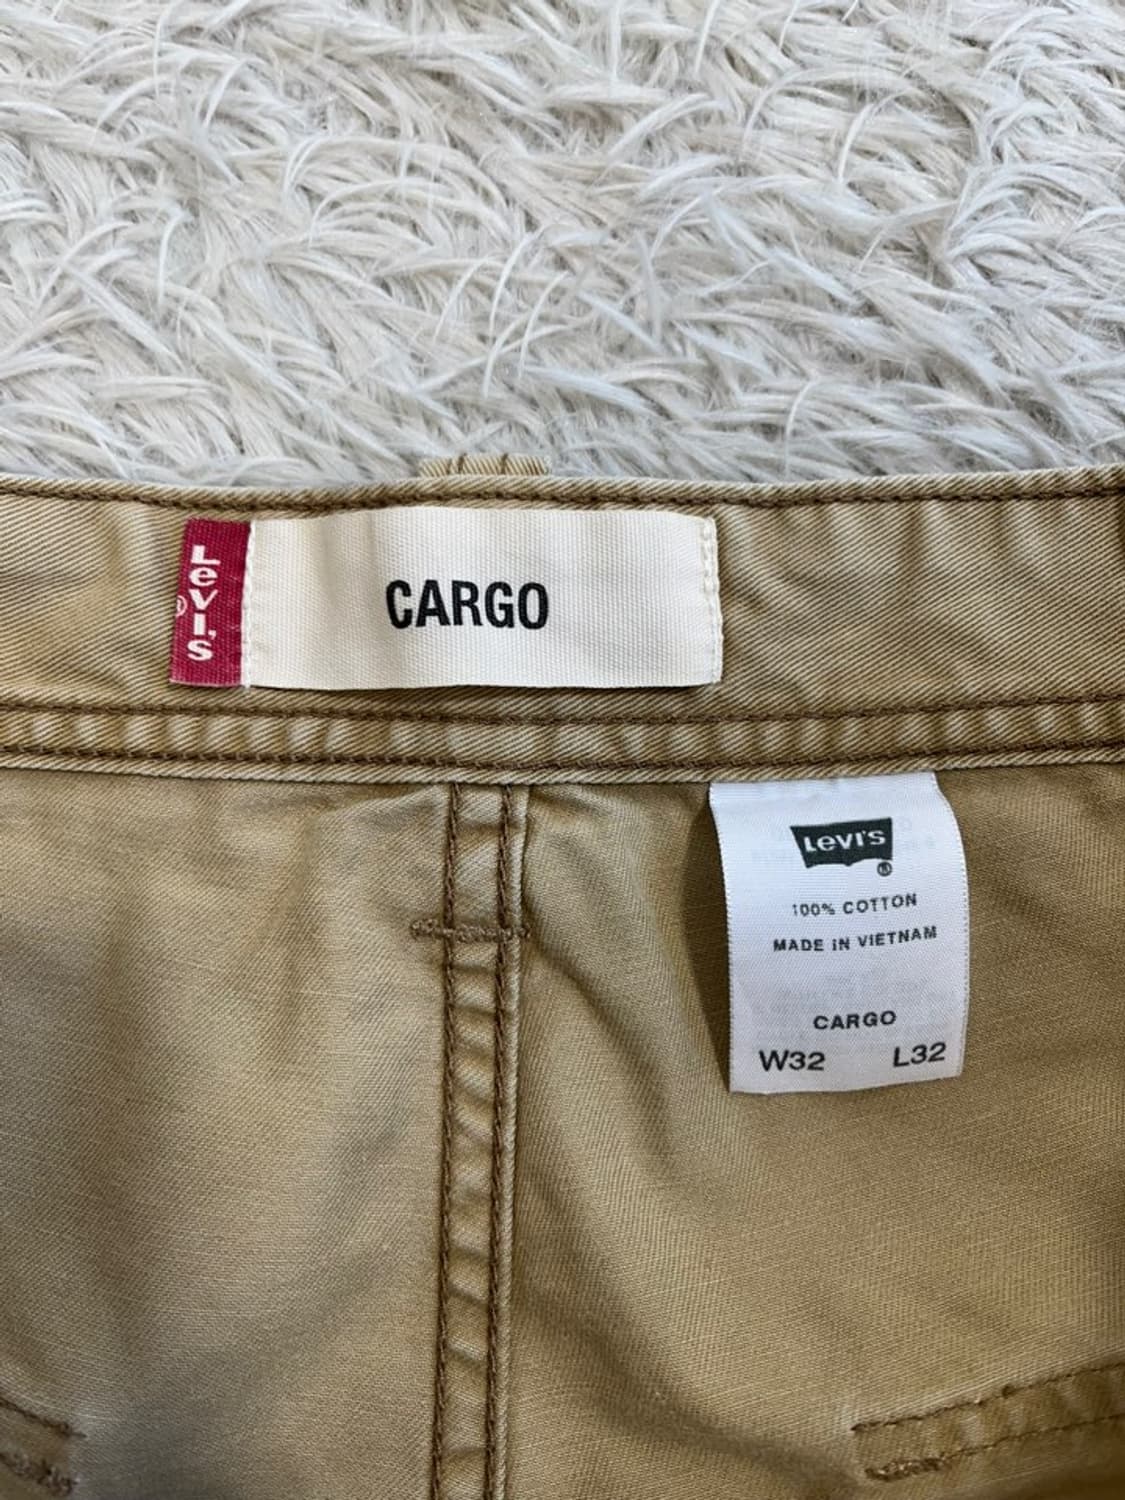 Levi's
®
CARGO
Levi's
®
100% COTTON
MADE IN VIETNAM
CARGO
W32 L32